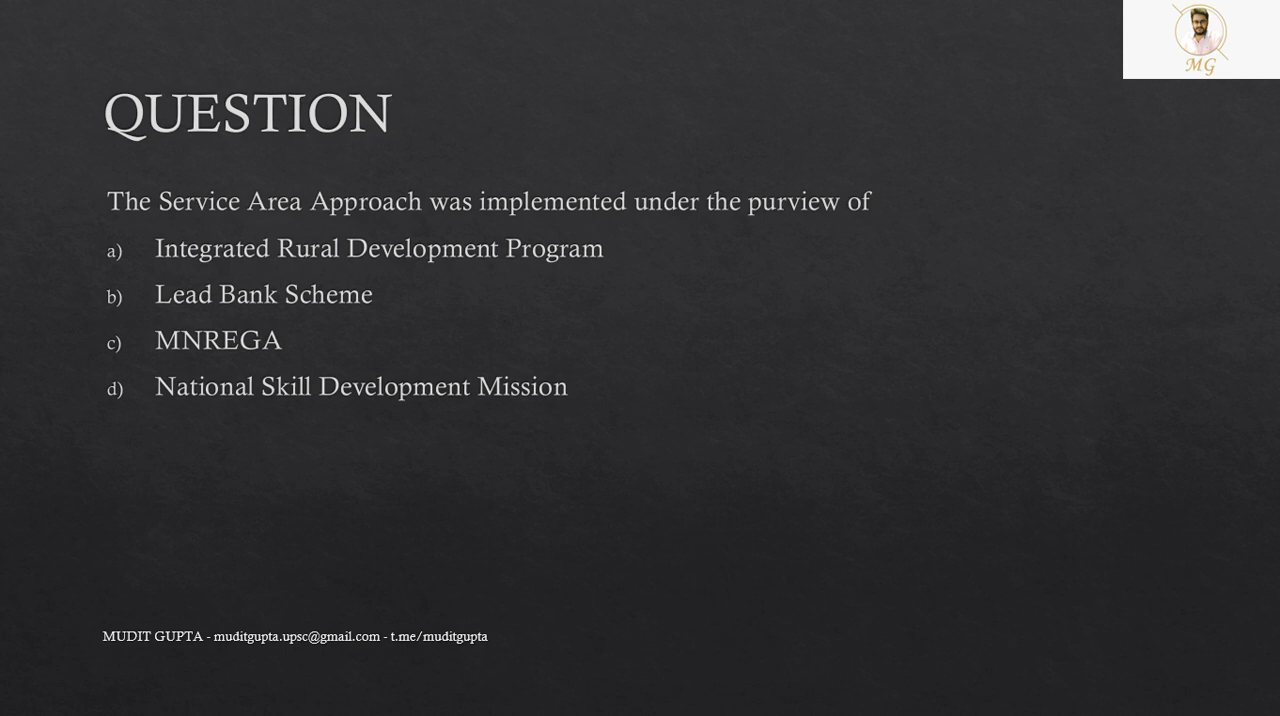 MG
QUESTION
The Service Area Approach was implemented under the purview of
a) Integrated Rural Development Program
b) Lead Bank Scheme
c) MNREGA
d) National Skill Development Mission
MUDIT GUPTA - muditgupta.upsc@gmail.com - t.me/muditgupta